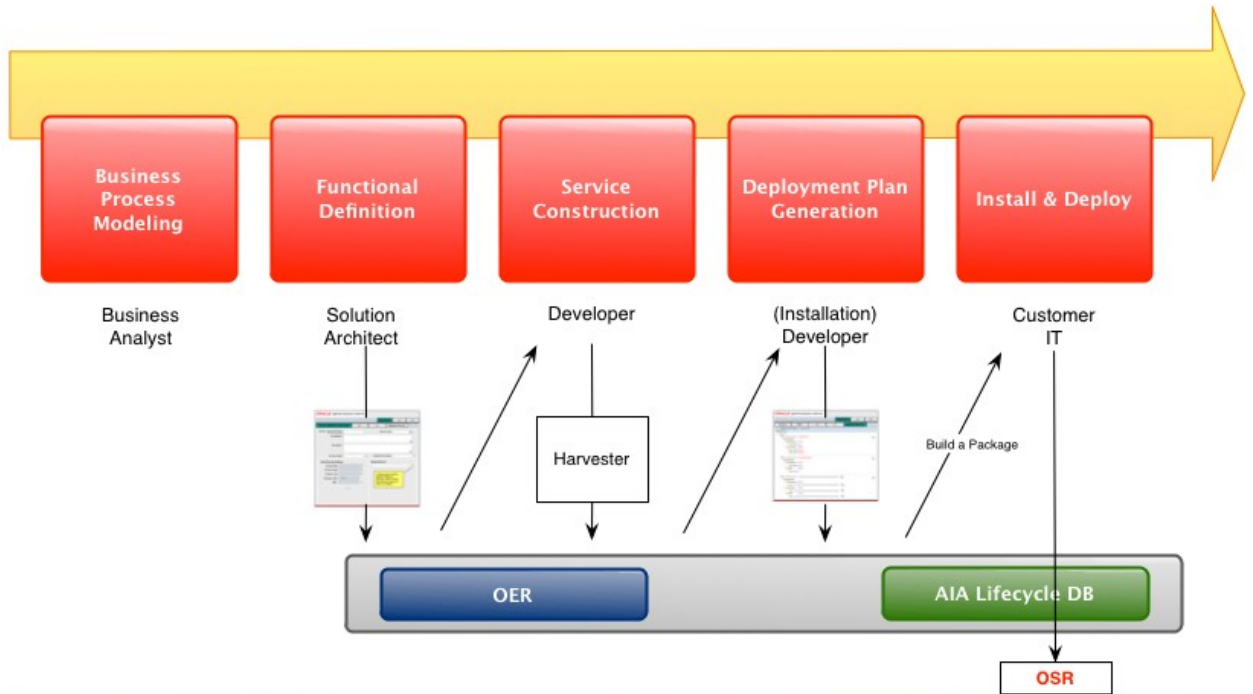 Business
Process
Modeling
Functional
Definition
Service
Construction
Deployment Plan
Generation
Install & Deploy
Business
Analyst
Solution
Architect
Developer
(Installation)
Developer
Customer
IT
Harvester
Build a Package
OER
AIA Lifecycle DB
OSR